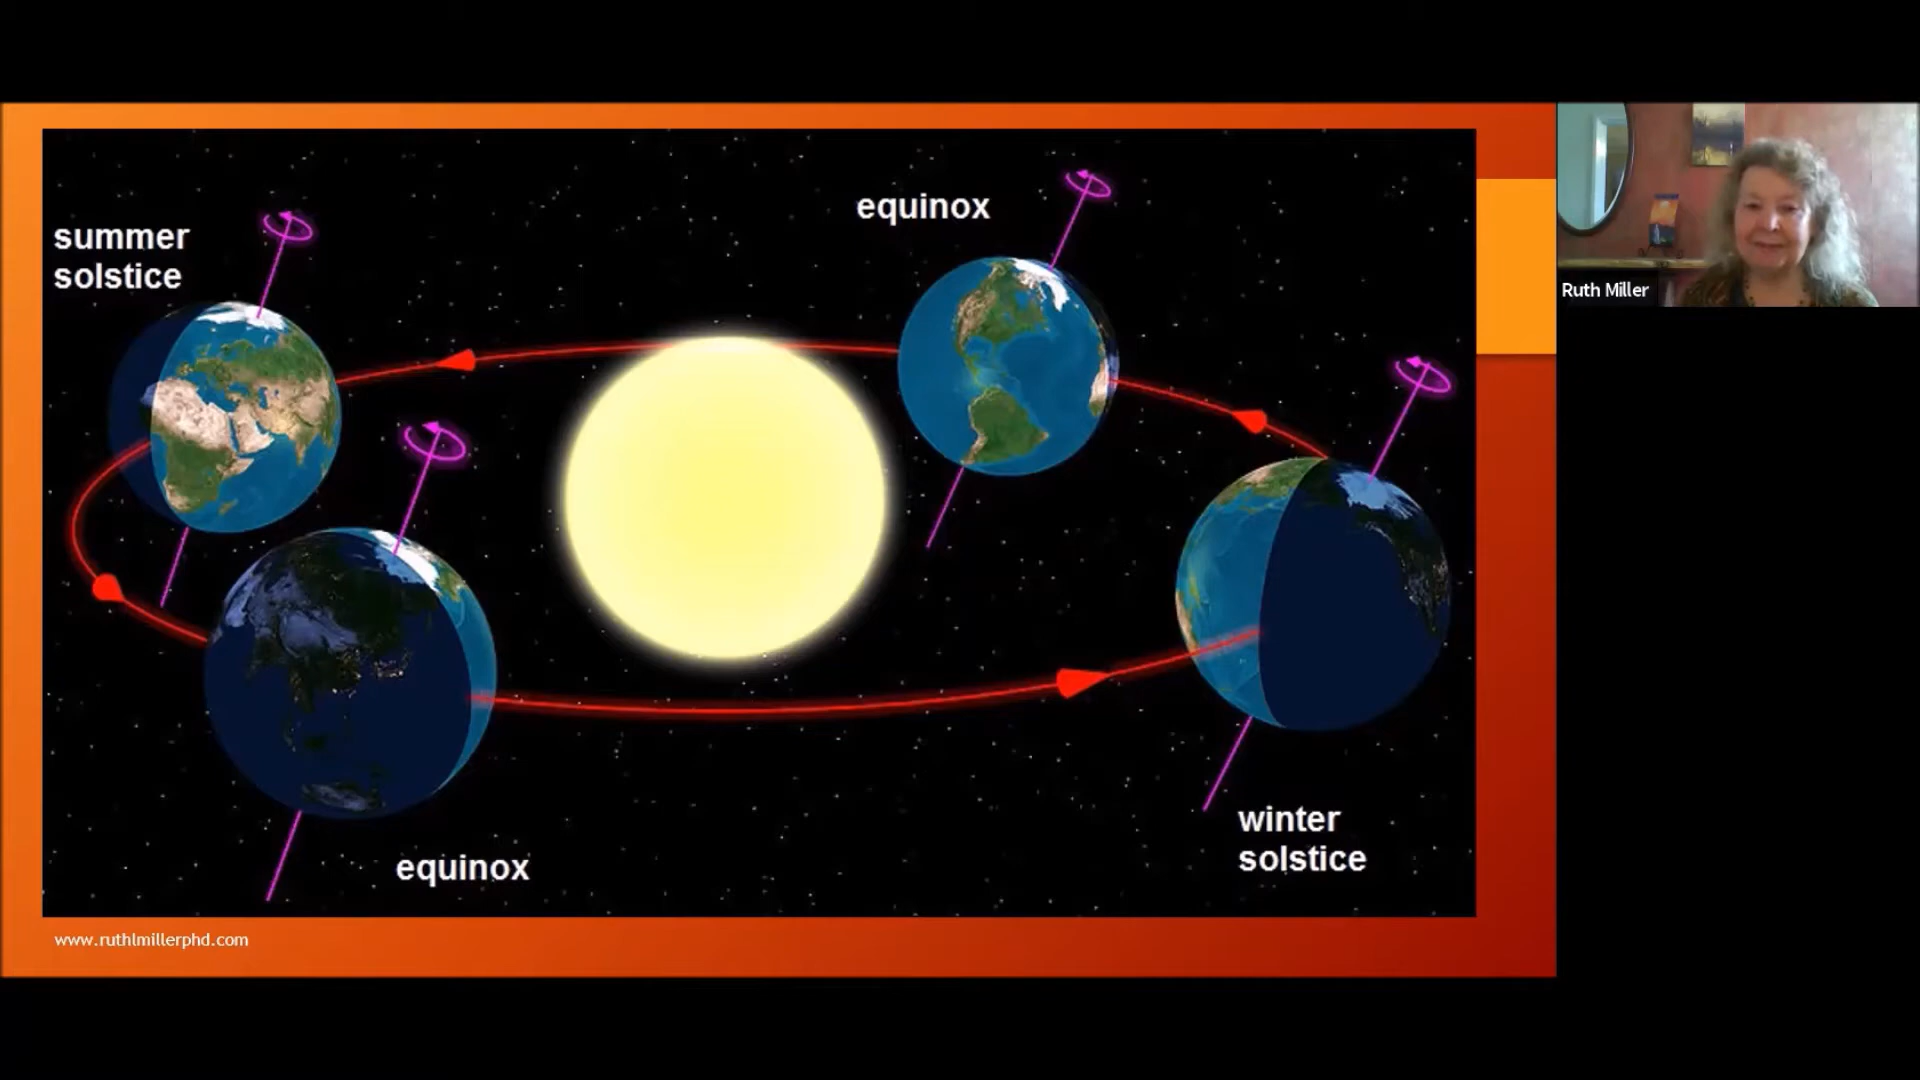 summer
solstice
equinox
equinox
winter
solstice
www.ruthlmillerphd.com
Ruth Miller